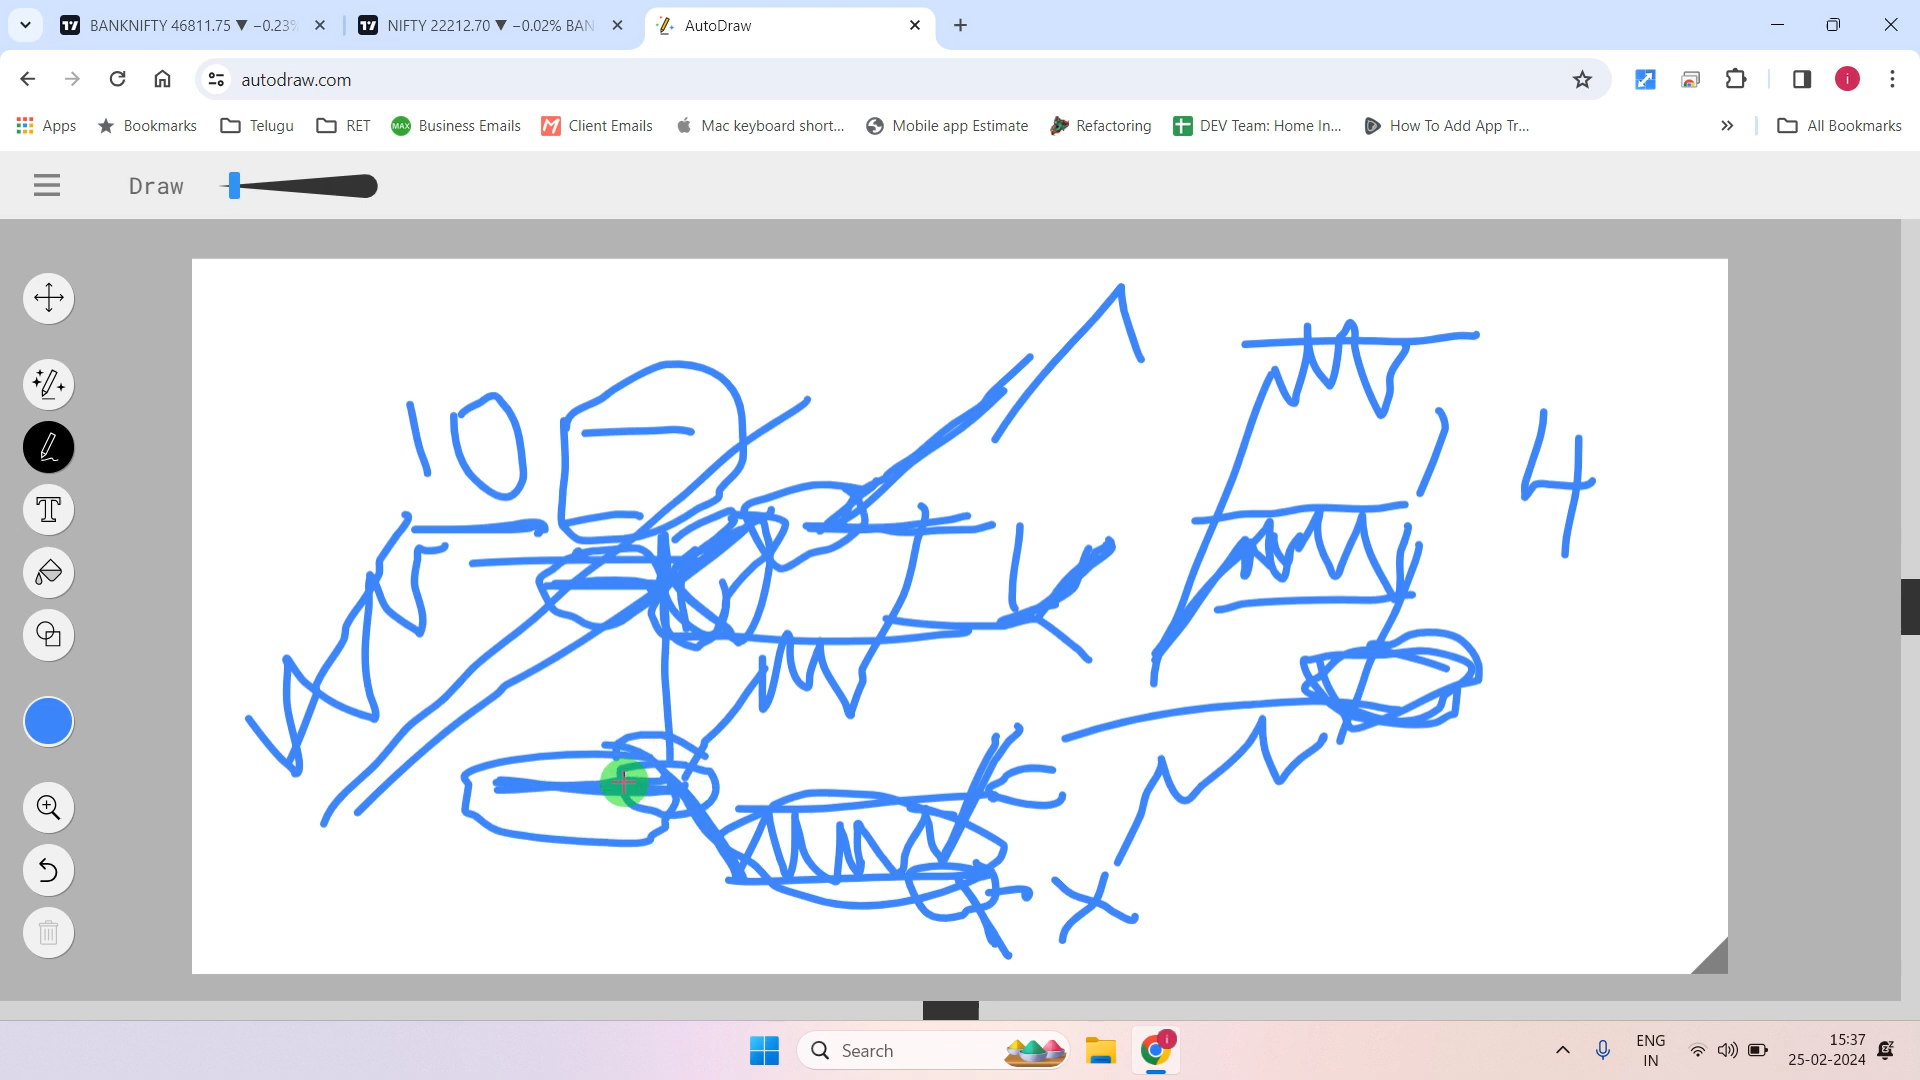 BANKNIFTY 46811.75 ▼ −0.23%
NIFTY 22212.70 ▼ −0.02% BAN
AutoDraw
autodraw.com
Apps
Bookmarks
Telugu
RET
MAX
Business Emails
Client Emails
Mac keyboard short...
Mobile app Estimate
Refactoring
DEV Team: Home In...
How To Add App Tr...
All Bookmarks
i
Draw
10
4
Search
ENG
IN
15:37
25-02-2024